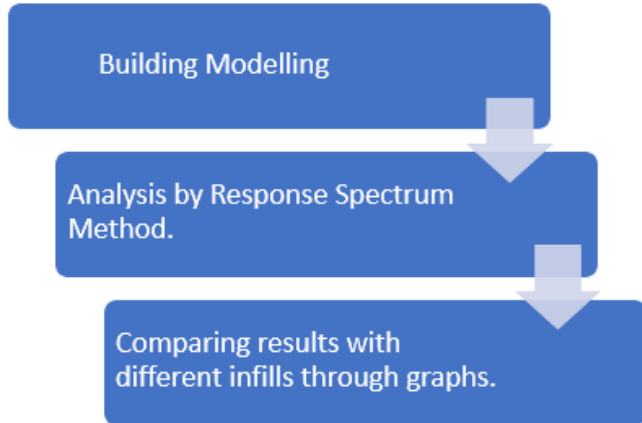 Building Modelling
Analysis by Response Spectrum
Method.
Comparing results with
different infills through graphs.